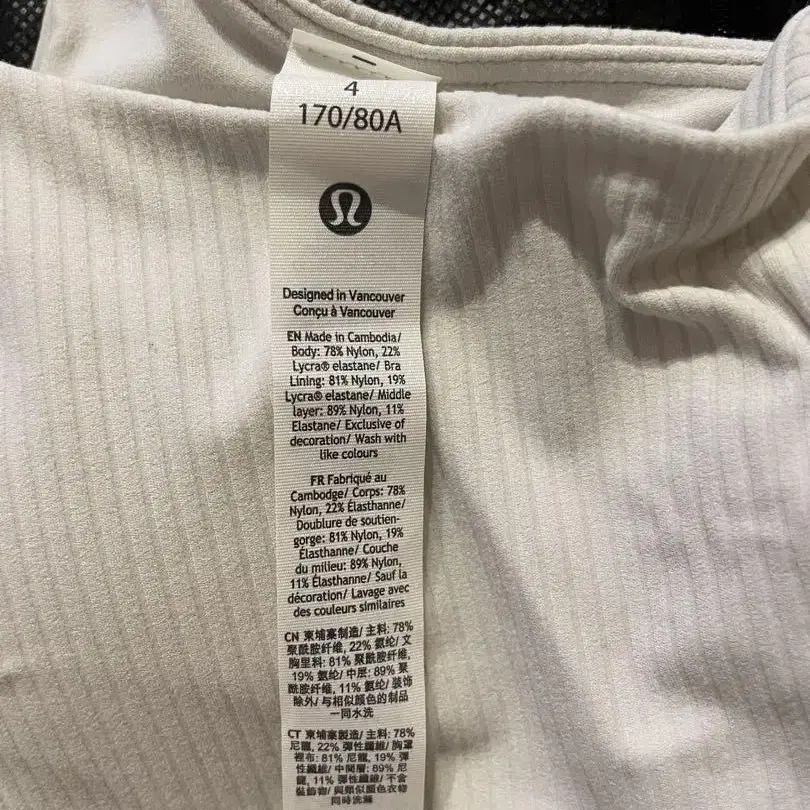 4
170/80A
Designed in Vancouver
Conçu à Vancouver
EN Made in Cambodia/
Body: 78% Nylon, 22%
Lycra® elastane/ Bra
Lining: 81% Nylon, 19%
Lycra® elastane/ Middle
layer: 89% Nylon, 11%
Elastane/ Exclusive of
decoration/ Wash with
like colours
FR Fabriqué au
Cambodge/ Corps: 78%
Nylon, 22% Élasthanne/
Doublure de soutien-
gorge: 81% Nylon, 19%
Élasthanne/ Couche
du milieu: 89% Nylon,
11% Élasthanne/ Sauf la
décoration/ Lavage avec
des couleurs similaires
CN 柬埔寨制造/ 主料: 78%
聚酰胺纤维, 22% 氨纶/ 文
胸里料: 81% 聚酰胺纤维,
19% 氨纶/ 中层: 89% 聚
酰胺纤维, 11% 氨纶/ 装饰
除外/ 与相似颜色的制品
一同水洗
CT 柬埔寨製造/ 主料: 78%
尼龍, 22% 彈性纖維/ 胸罩
裡布: 81% 尼龍, 19% 彈
性纖維/ 中間層: 89% 尼
龍, 11% 彈性纖維/ 不含
裝飾物/ 與類似顏色衣物
同時洗滌